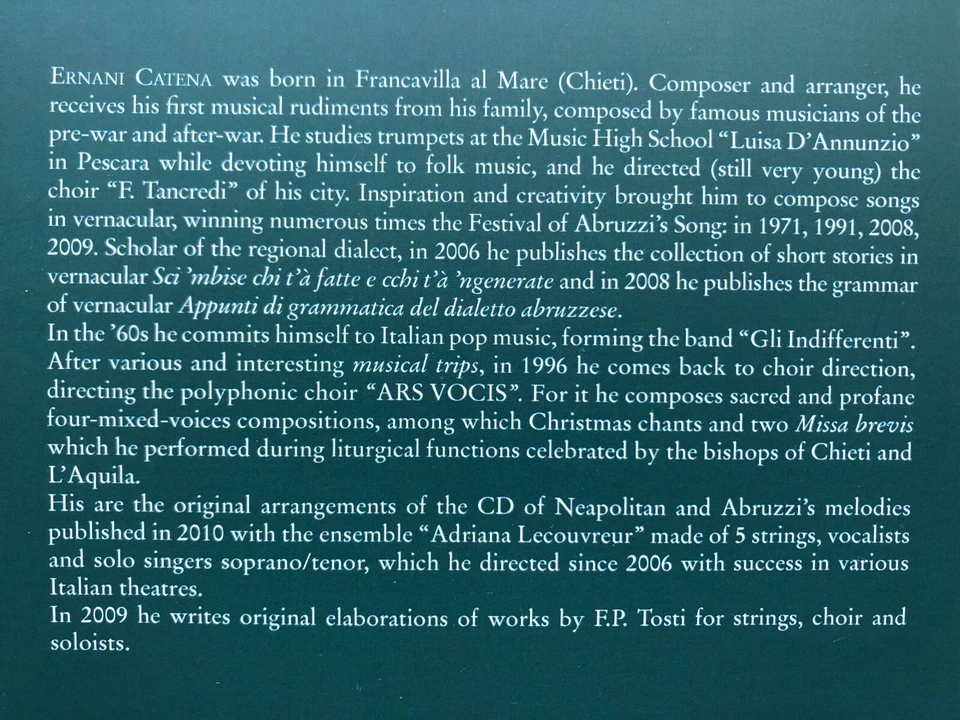 ERNANI CATENA was born in Francavilla al Mare (Chieti). Composer and arranger, he
receives his first musical rudiments from his family, composed by famous musicians of the
pre-war and after-war. He studies trumpets at the Music High School “Luisa D’Annunzio”
in Pescara while devoting himself to folk music, and he directed (still very young) the
choir “F. Tancredi” of his city. Inspiration and creativity brought him to compose songs
in vernacular, winning numerous times the Festival of Abruzzi’s Song: in 1971, 1991, 2008,
2009. Scholar of the regional dialect, in 2006 he publishes the collection of short stories in
vernacular Sci ’mbise chi t’à fatte e cchi t’à ’ngenerate and in 2008 he publishes the grammar
of vernacular Appunti di grammatica del dialetto abruzzese.
In the ’60s he commits himself to Italian pop music, forming the band “Gli Indifferenti”.
After various and interesting musical trips, in 1996 he comes back to choir direction,
directing the polyphonic choir “ARS VOCIS”. For it he composes sacred and profane
four-mixed-voices compositions, among which Christmas chants and two Missa brevis
which he performed during liturgical functions celebrated by the bishops of Chieti and
L’Aquila.
His are the original arrangements of the CD of Neapolitan and Abruzzi’s melodies
published in 2010 with the ensemble “Adriana Lecouvreur” made of 5 strings, vocalists
and solo singers soprano/tenor, which he directed since 2006 with success in various
Italian theatres.
In 2009 he writes original elaborations of works by F.P. Tosti for strings, choir and
soloists.